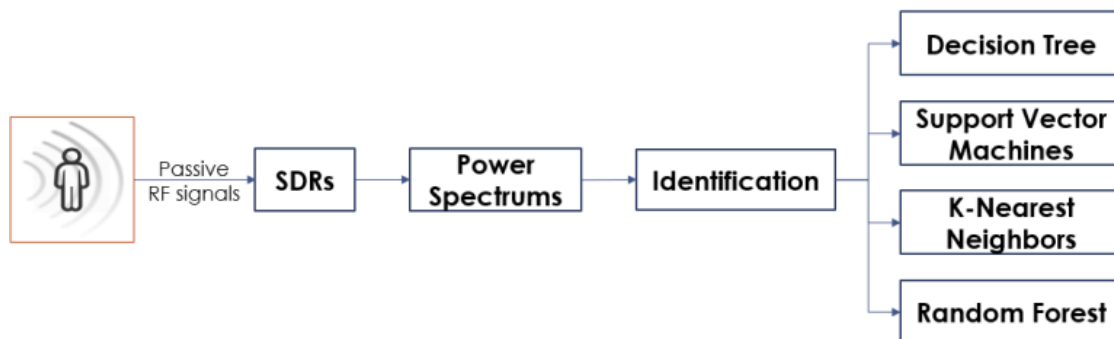 Passive
RF signals
SDRs
Power
Spectrums
Identification
Decision Tree
Support Vector
Machines
K-Nearest
Neighbors
Random Forest